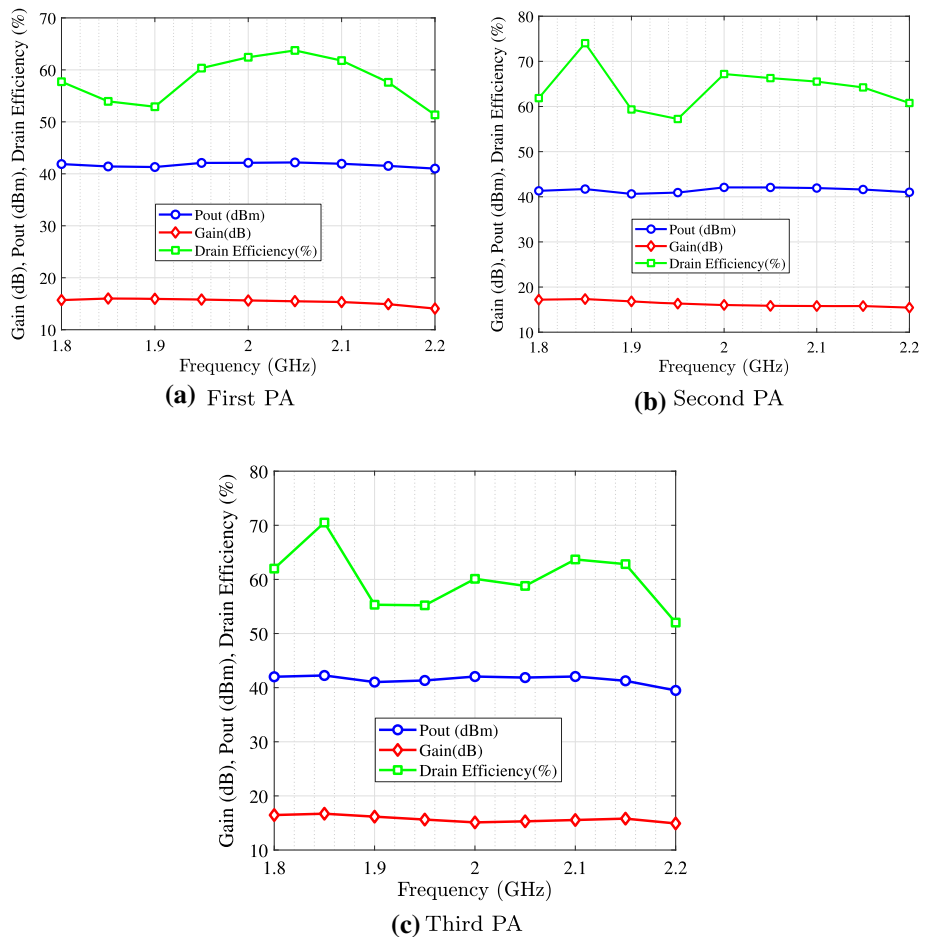 Gain (dB), Pout (dBm), Drain Efficiency (%)
70
60
50
40
30
20
10
Pout (dBm)
Gain(dB)
Drain Efficiency(%)
1.8 1.9 2 2.1 2.2
Frequency (GHz)
(a) First PA
Gain (dB), Pout (dBm), Drain Efficiency (%)
80
70
60
50
40
30
20
10
Pout (dBm)
Gain(dB)
Drain Efficiency(%)
1.8 1.9 2 2.1 2.2
Frequency (GHz)
(b) Second PA
Gain (dB), Pout (dBm), Drain Efficiency (%)
80
70
60
50
40
30
20
10
Pout (dBm)
Gain(dB)
Drain Efficiency(%)
1.8 1.9 2 2.1 2.2
Frequency (GHz)
(c) Third PA